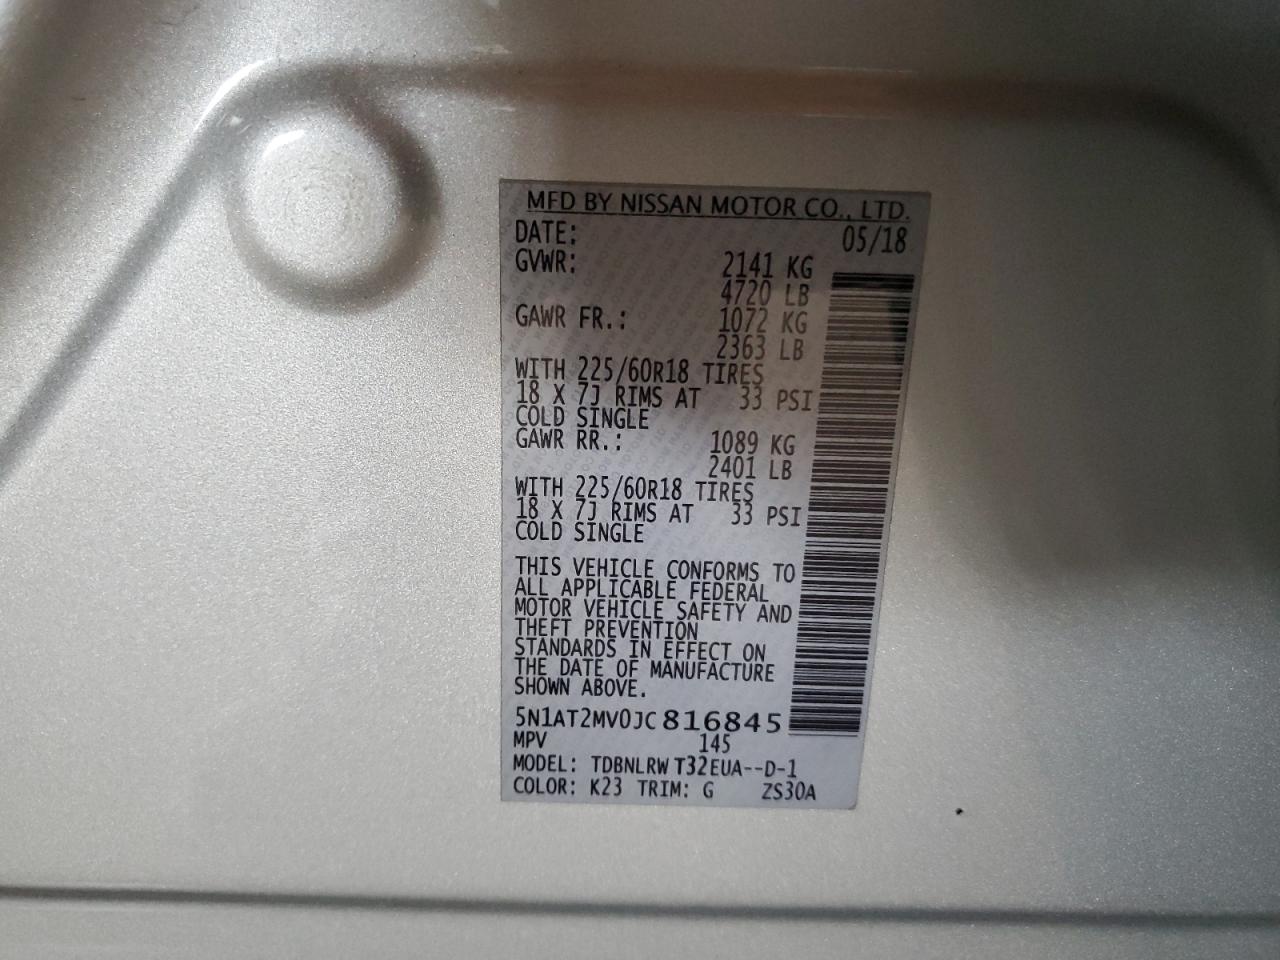 MFD BY NISSAN MOTOR CO., LTD.
DATE: 05/18
GVWR: 2141 KG
4720 LB
GAWR FR.: 1072 KG
2363 LB
WITH 225/60R18 TIRES
18 X 7J RIMS AT 33 PSI
COLD SINGLE
GAWR RR.: 1089 KG
2401 LB
WITH 225/60R18 TIRES
18 X 7J RIMS AT 33 PSI
COLD SINGLE
THIS VEHICLE CONFORMS TO
ALL APPLICABLE FEDERAL
MOTOR VEHICLE SAFETY AND
THEFT PREVENTION
STANDARDS IN EFFECT ON
THE DATE OF MANUFACTURE
SHOWN ABOVE.
5N1AT2MV0JC816845
MPV 145
MODEL: TDBNLRW T32EUA--D-1
COLOR: K23 TRIM: G ZS30A